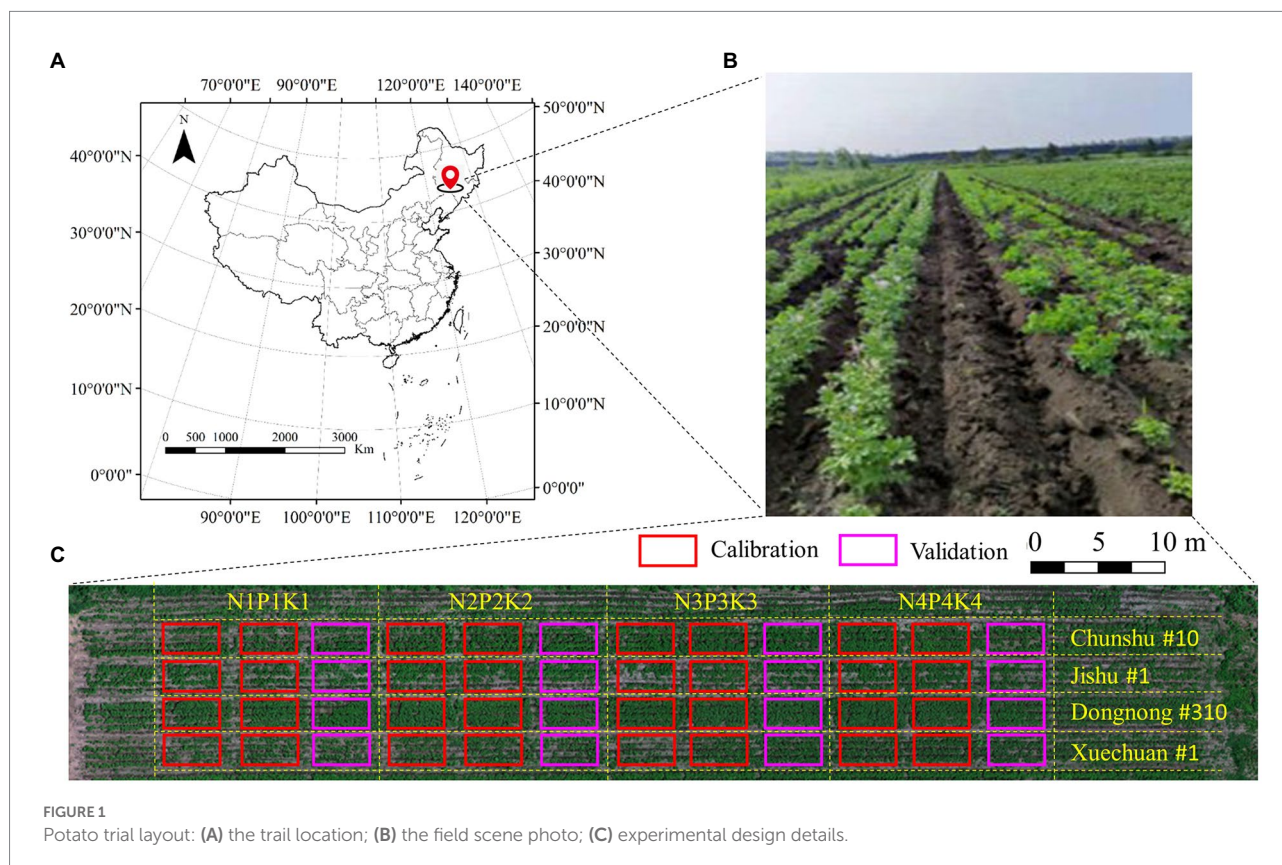 A
B
70°0'0"E 90°0'0"E 120°0'0"E 140°0'0"E
50°0'0"N
N
40°0'0"N
40°0'0"N
30°0'0"N
30°0'0"N
20°0'0"N
20°0'0"N
10°0'0"N
10°0'0"N
0 500 1000 2000 3000
Km
0°0'0"
0°0'0"
90°0'0"E 100°0'0"E 110°0'0"E 120°0'0"E
C
Calibration Validation 0 5 10 m
N1P1K1 N2P2K2 N3P3K3 N4P4K4
Chunshu #10
Jishu #1
Dongnong #310
Xuechuan #1
FIGURE 1
Potato trial layout: (A) the trail location; (B) the field scene photo; (C) experimental design details.